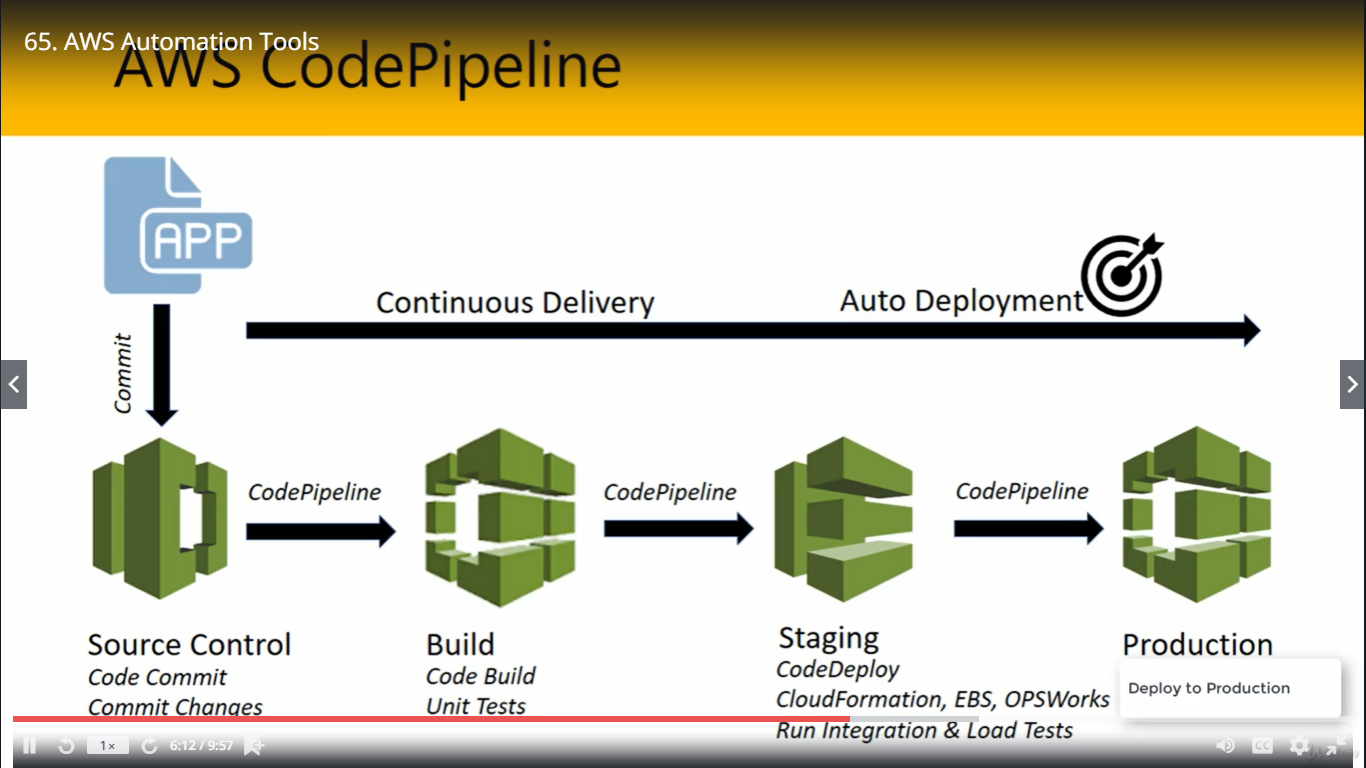 65. AWS Automation Tools
AWS CodePipeline
APP
Continuous Delivery
Auto Deployment
Commit
CodePipeline
CodePipeline
CodePipeline
Source Control
Code Commit
Commit Changes
Build
Code Build
Unit Tests
Staging
CodeDeploy
CloudFormation, EBS, OPSWorks
Run Integration & Load Tests
Production
Deploy to Production
1×
6:12 / 9:57
CC